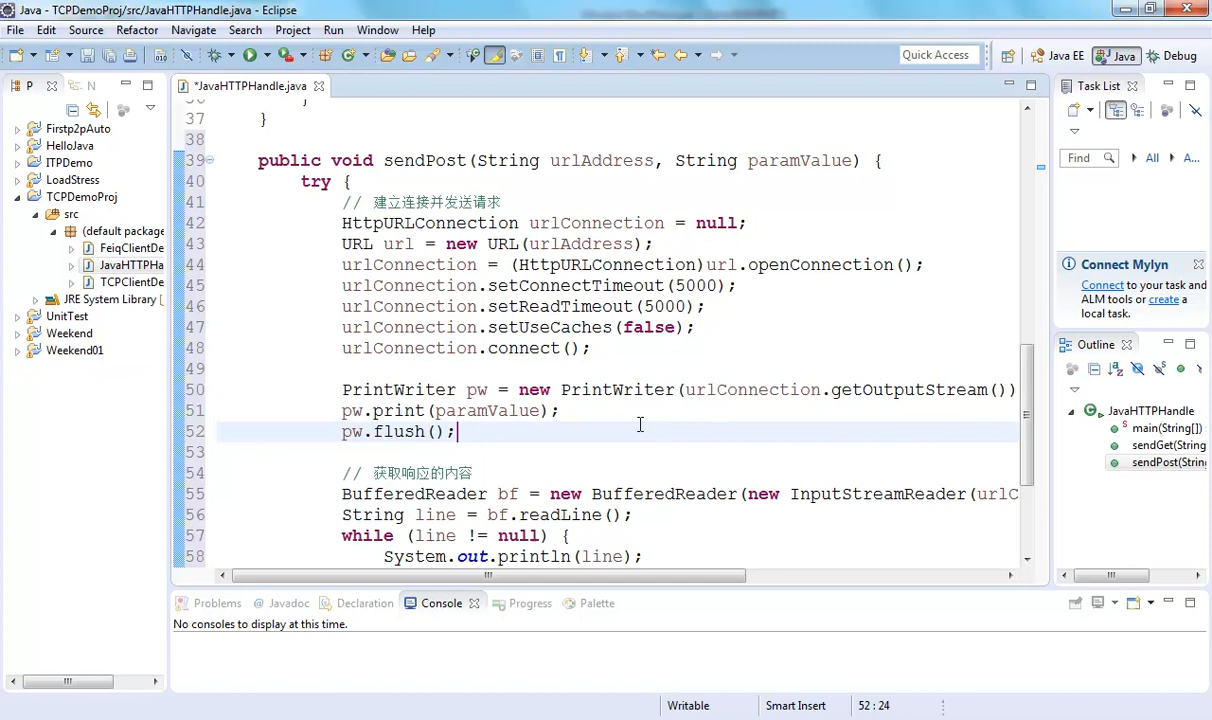 Java - TCPDemoProj/src/JavaHTTPHandle.java - Eclipse
File Edit Source Refactor Navigate Search Project Run Window Help
Quick Access
Java EE
Java
Debug
P
N
Firstp2pAuto
HelloJava
ITPDemo
LoadStress
TCPDemoProj
src
(default package
FeiqClientDe
JavaHTTPHa
TCPClientDe
JRE System Library
UnitTest
Weekend
Weekend01
*JavaHTTPHandle.java
37 }
38
39 public void sendPost(String urlAddress, String paramValue) {
40 try {
41 // 建立连接并发送请求
42 HttpURLConnection urlConnection = null;
43 URL url = new URL(urlAddress);
44 urlConnection = (HttpURLConnection)url.openConnection();
45 urlConnection.setConnectTimeout(5000);
46 urlConnection.setReadTimeout(5000);
47 urlConnection.setUseCaches(false);
48 urlConnection.connect();
49
50 PrintWriter pw = new PrintWriter(urlConnection.getOutputStream())
51 pw.print(paramValue);
52 pw.flush();
53
54 // 获取响应的内容
55 BufferedReader bf = new BufferedReader(new InputStreamReader(urlC
56 String line = bf.readLine();
57 while (line != null) {
58 System.out.println(line);
Task List
Find
All
A...
Connect Mylyn
Connect to your task and
ALM tools or create a
local task.
Outline
JavaHTTPHandle
main(String[])
sendGet(String
sendPost(Strin
Problems @ Javadoc Declaration Console Progress Palette
No consoles to display at this time.
Writable
Smart Insert
52 : 24